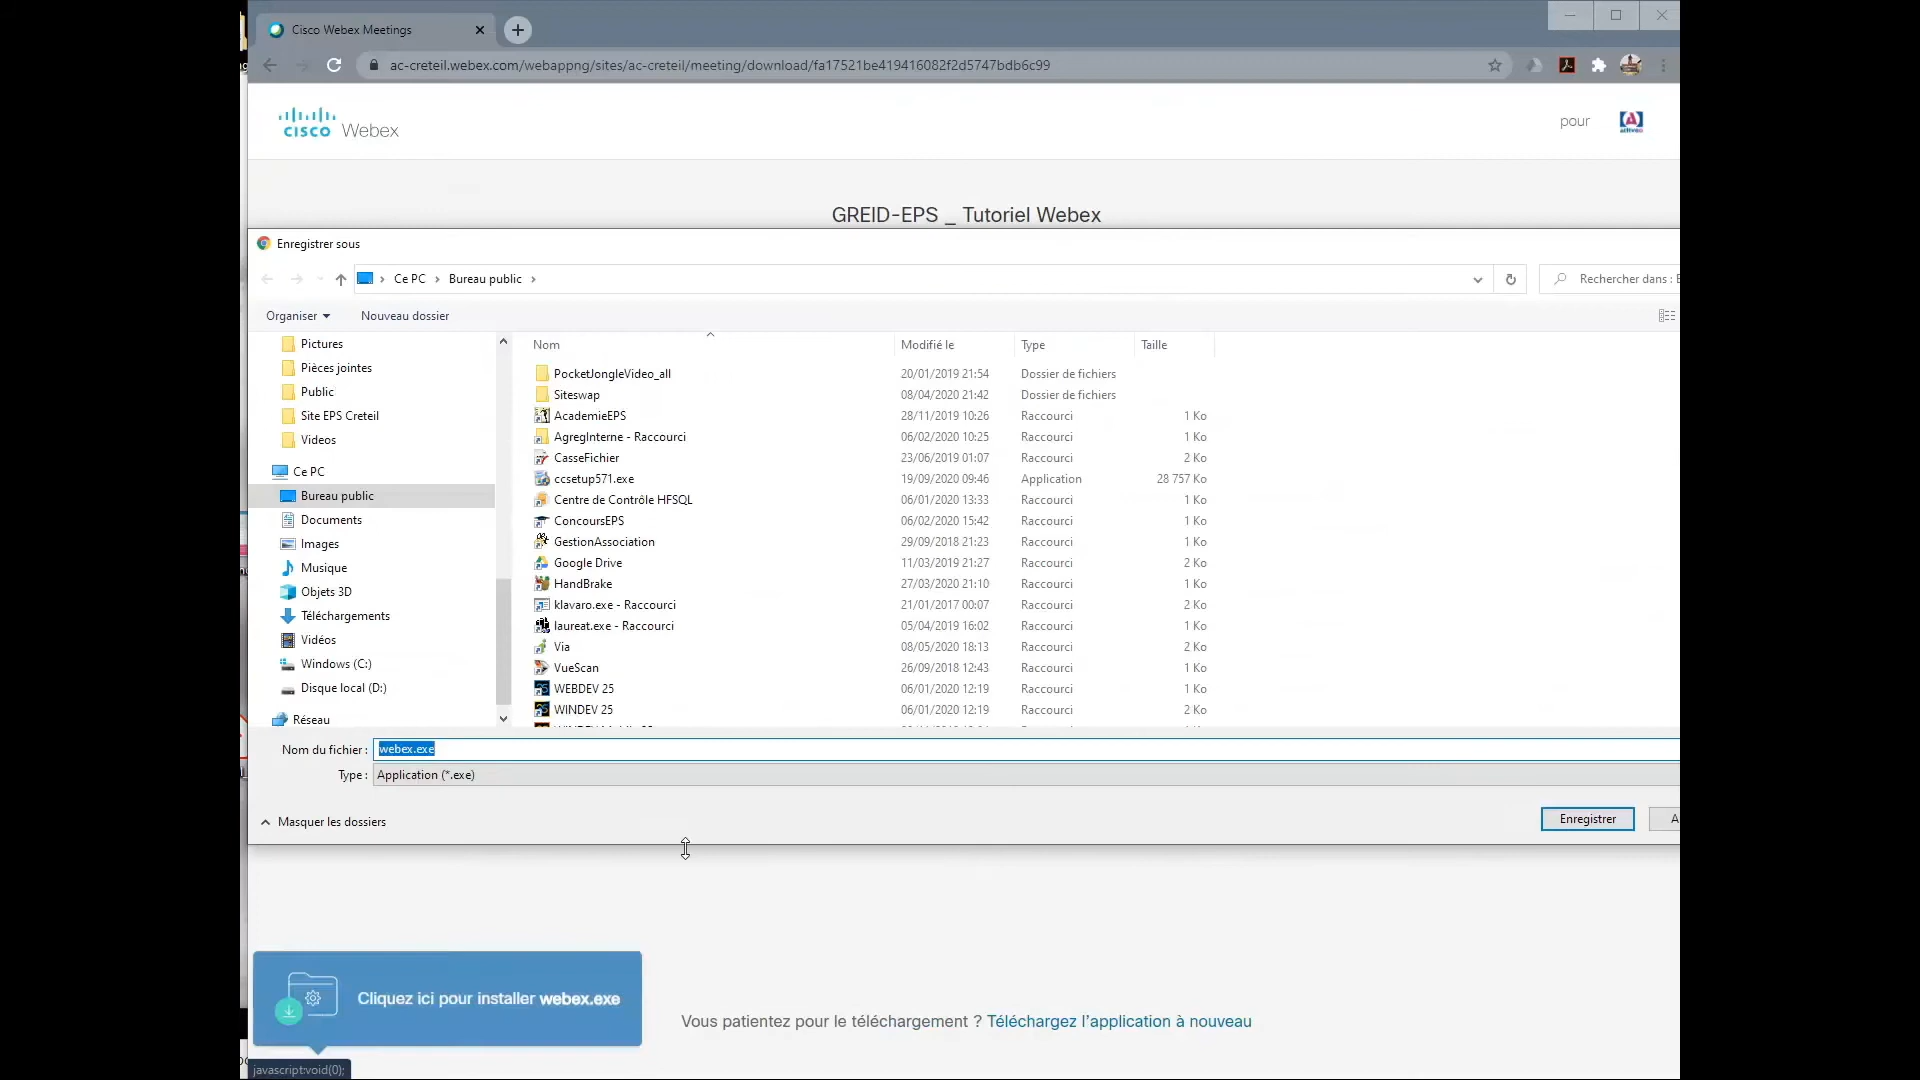 Cisco Webex Meetings
ac-creteil.webex.com/webappng/sites/ac-creteil/meeting/download/fa17521be419416082f2d5747bdb6c99
cisco Webex
pour
GREID-EPS _ Tutoriel Webex
Enregistrer sous
Ce PC > Bureau public >
Rechercher dans :
Organiser
Nouveau dossier
Pictures
Pièces jointes
Public
Site EPS Creteil
Videos
Ce PC
Bureau public
Documents
Images
Musique
Objets 3D
Téléchargements
Vidéos
Windows (C:)
Disque local (D:)
Réseau
Nom Modifié le Type Taille
PocketJongleVideo_all 20/01/2019 21:54 Dossier de fichiers
Siteswap 08/04/2020 21:42 Dossier de fichiers
AcademieEPS 28/11/2019 10:26 Raccourci 1 Ko
AgregInterne - Raccourci 06/02/2020 10:25 Raccourci 1 Ko
CasseFichier 23/06/2019 01:07 Raccourci 2 Ko
ccsetup571.exe 19/09/2020 09:46 Application 28 757 Ko
Centre de Contrôle HFSQL 06/01/2020 13:33 Raccourci 1 Ko
ConcoursEPS 06/02/2020 15:42 Raccourci 1 Ko
GestionAssociation 29/09/2018 21:23 Raccourci 1 Ko
Google Drive 11/03/2019 21:27 Raccourci 2 Ko
HandBrake 27/03/2020 21:10 Raccourci 1 Ko
klavaro.exe - Raccourci 21/01/2017 00:07 Raccourci 2 Ko
laureat.exe - Raccourci 05/04/2019 16:02 Raccourci 1 Ko
Via 08/05/2020 18:13 Raccourci 2 Ko
VueScan 26/09/2018 12:43 Raccourci 1 Ko
WEBDEV 25 06/01/2020 12:19 Raccourci 1 Ko
WINDEV 25 06/01/2020 12:19 Raccourci 2 Ko
Nom du fichier : webex.exe
Type : Application (*.exe)
Masquer les dossiers
Enregistrer
A
Cliquez ici pour installer webex.exe
Vous patientez pour le téléchargement ? Téléchargez l'application à nouveau
javascript:void(0);